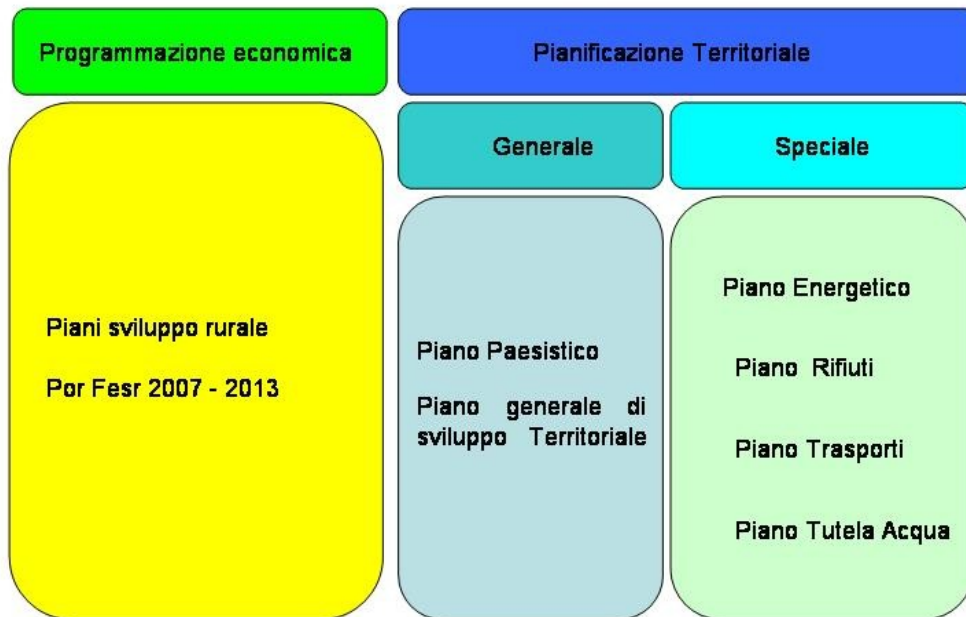 Programmazione economica
Pianificazione Territoriale
Generale
Speciale
Piani sviluppo rurale
Por Fesr 2007 - 2013
Piano Paesistico
Piano generale di
sviluppo Territoriale
Piano Energetico
Piano Rifiuti
Piano Trasporti
Piano Tutela Acqua